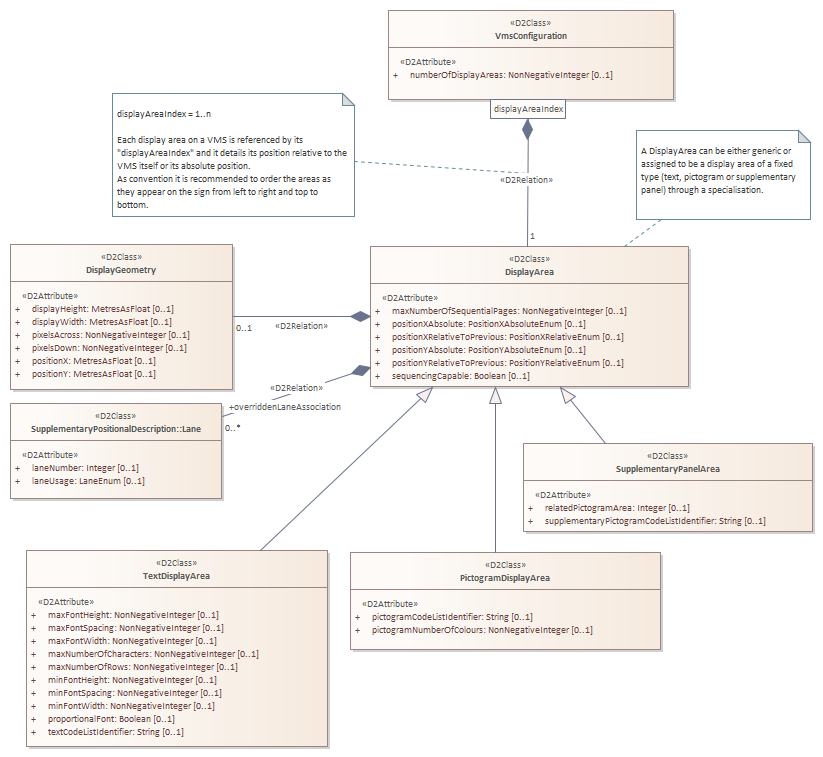 «D2Class»
VmsConfiguration
«D2Attribute»
+ numberOfDisplayAreas: NonNegativeInteger [0..1]
displayAreaIndex
displayAreaIndex = 1..n
Each display area on a VMS is referenced by its
"displayAreaIndex" and it details its position relative to the
VMS itself or its absolute position.
As convention it is recommended to order the areas as
they appear on the sign from left to right and top to
bottom.
A DisplayArea can be either generic or
assigned to be a display area of a fixed
type (text, pictogram or supplementary
panel) through a specialisation.
«D2Relation»
1
«D2Class»
DisplayGeometry
«D2Attribute»
+ displayHeight: MetresAsFloat [0..1]
+ displayWidth: MetresAsFloat [0..1]
+ pixelsAcross: NonNegativeInteger [0..1]
+ pixelsDown: NonNegativeInteger [0..1]
+ positionX: MetresAsFloat [0..1]
+ positionY: MetresAsFloat [0..1]
«D2Class»
DisplayArea
«D2Attribute»
+ maxNumberOfSequentialPages: NonNegativeInteger [0..1]
+ positionXAbsolute: PositionXAbsoluteEnum [0..1]
+ positionXRelativeToPrevious: PositionXRelativeEnum [0..1]
+ positionYAbsolute: PositionYAbsoluteEnum [0..1]
+ positionYRelativeToPrevious: PositionYRelativeEnum [0..1]
+ sequencingCapable: Boolean [0..1]
0..1
«D2Relation»
«D2Relation»
+overriddenLaneAssociation
0..*
«D2Class»
SupplementaryPositionalDescription::Lane
«D2Attribute»
+ laneNumber: Integer [0..1]
+ laneUsage: LaneEnum [0..1]
«D2Class»
SupplementaryPanelArea
«D2Attribute»
+ relatedPictogramArea: Integer [0..1]
+ supplementaryPictogramCodeListIdentifier: String [0..1]
«D2Class»
TextDisplayArea
«D2Attribute»
+ maxFontHeight: NonNegativeInteger [0..1]
+ maxFontSpacing: NonNegativeInteger [0..1]
+ maxFontWidth: NonNegativeInteger [0..1]
+ maxNumberOfCharacters: NonNegativeInteger [0..1]
+ maxNumberOfRows: NonNegativeInteger [0..1]
+ minFontHeight: NonNegativeInteger [0..1]
+ minFontSpacing: NonNegativeInteger [0..1]
+ minFontWidth: NonNegativeInteger [0..1]
+ proportionalFont: Boolean [0..1]
+ textCodeListIdentifier: String [0..1]
«D2Class»
PictogramDisplayArea
«D2Attribute»
+ pictogramCodeListIdentifier: String [0..1]
+ pictogramNumberOfColours: NonNegativeInteger [0..1]